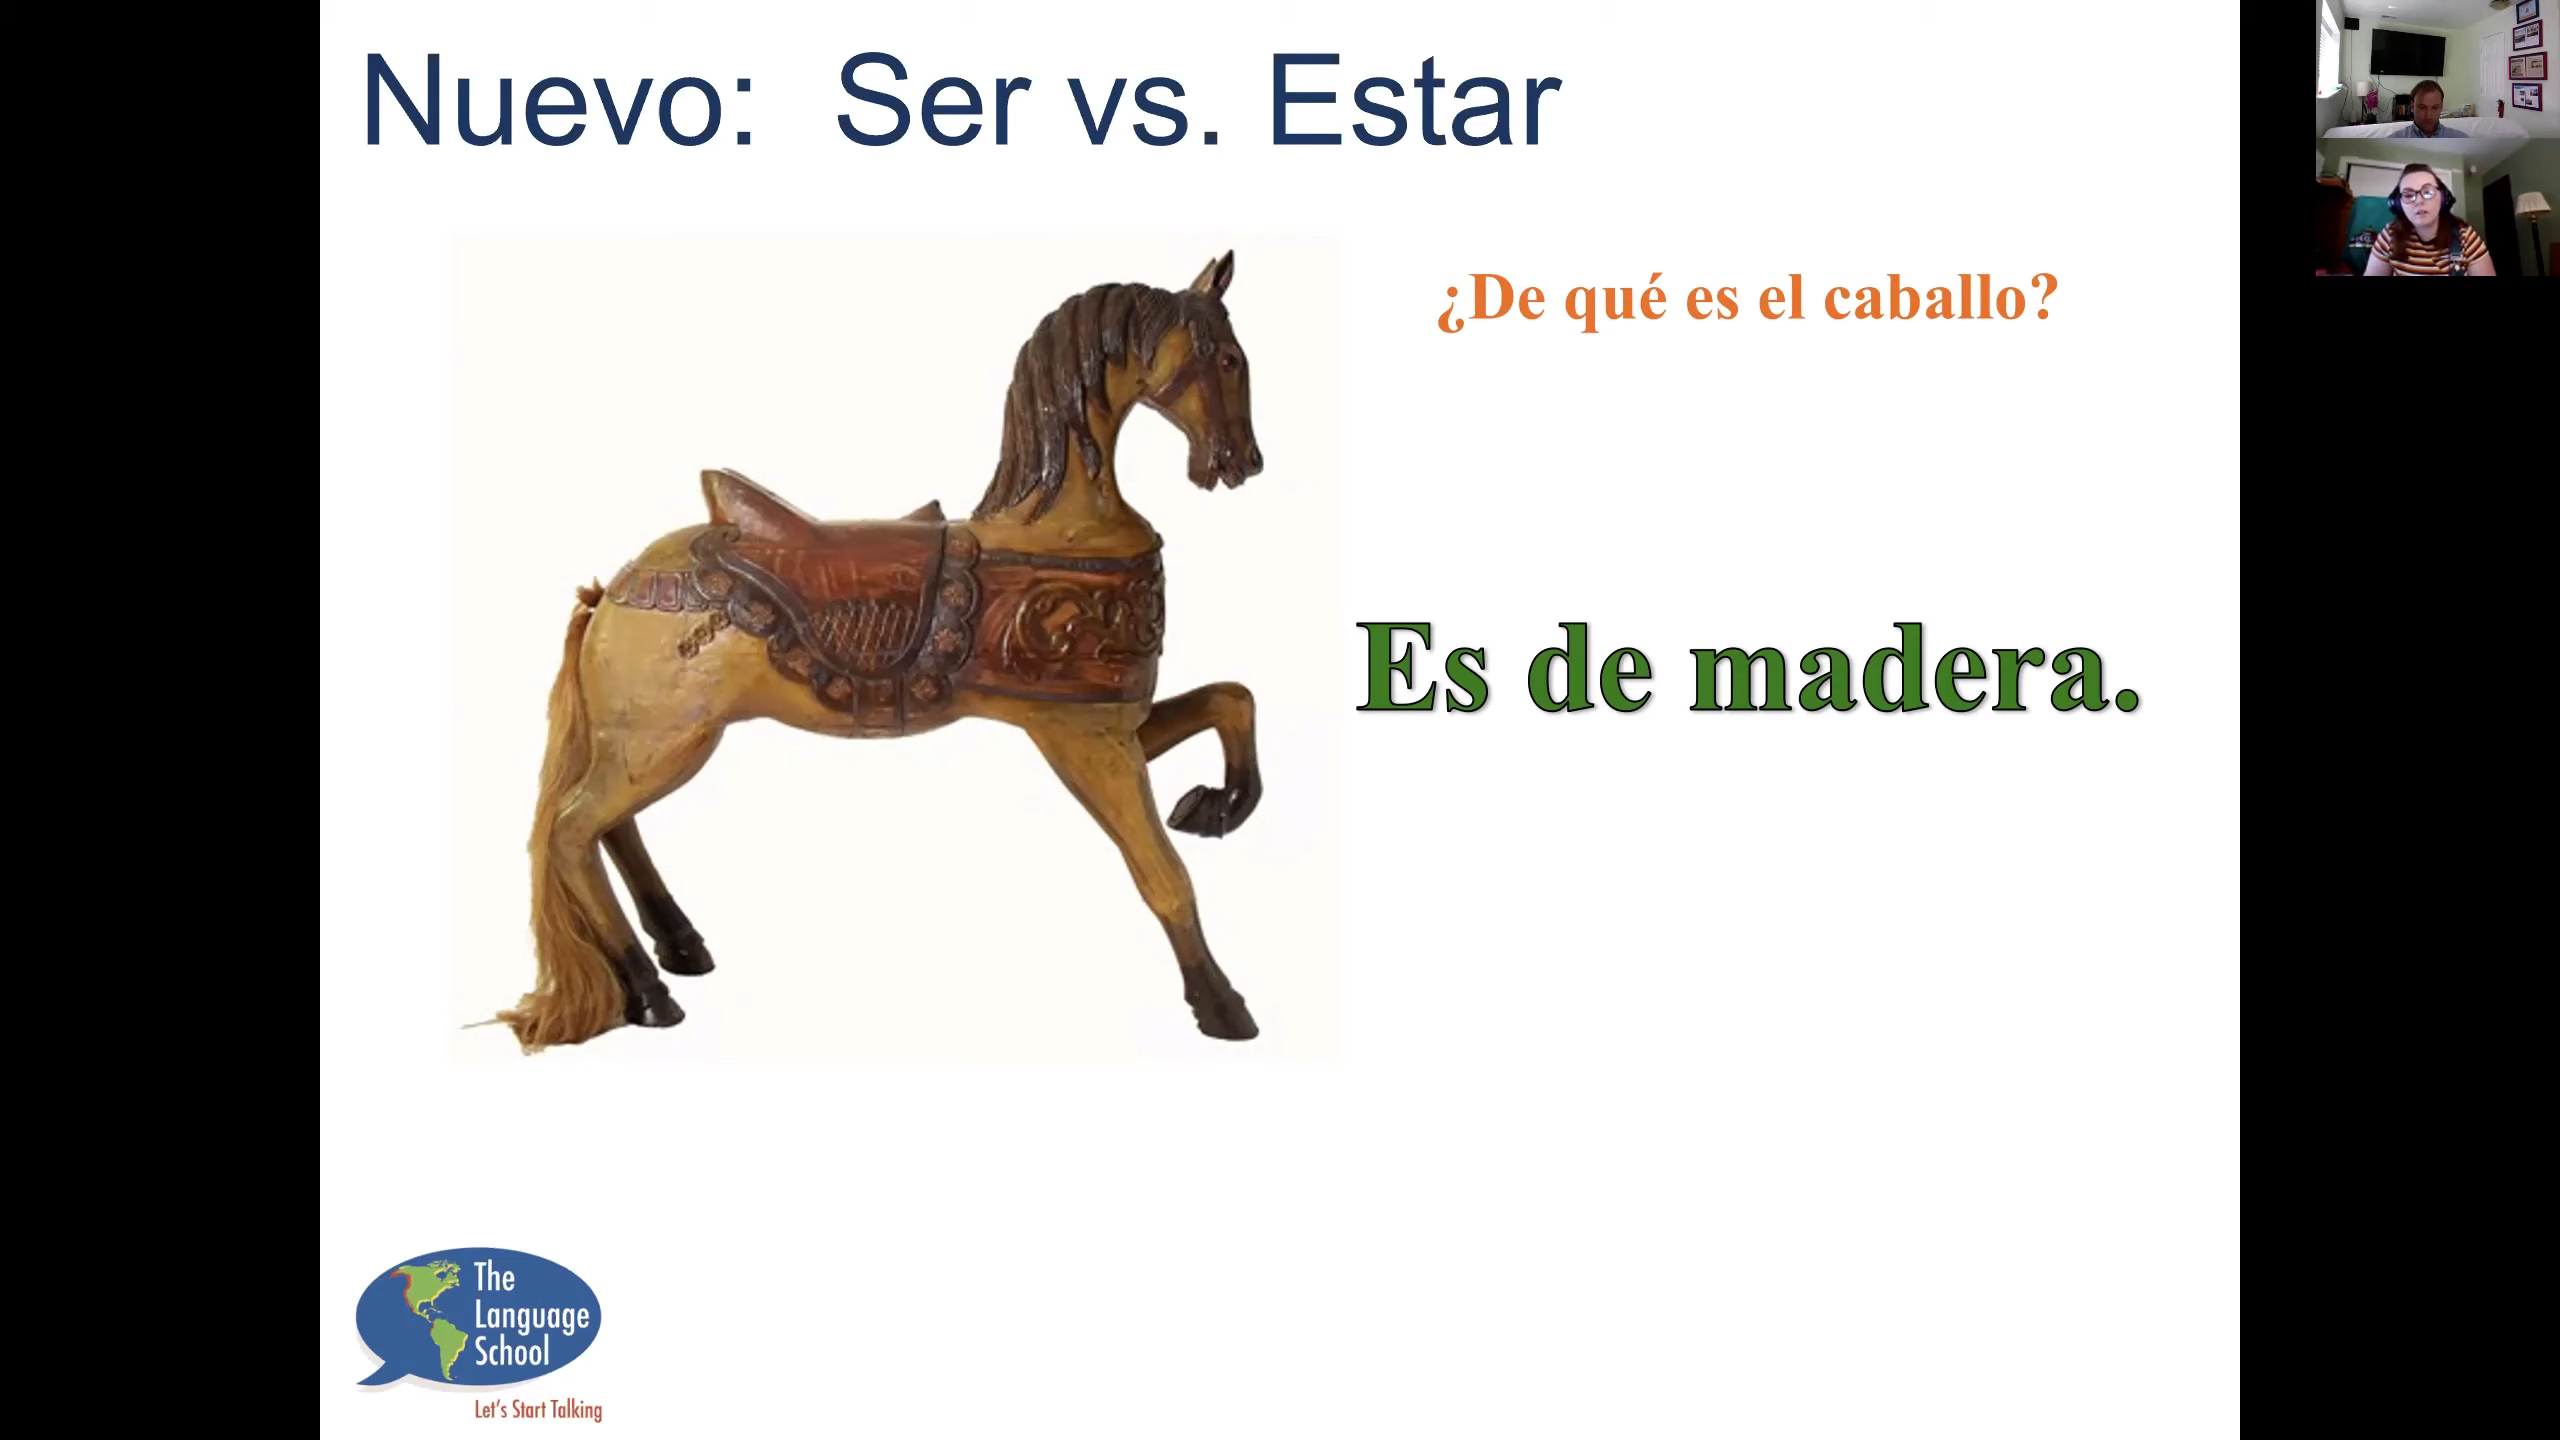 Nuevo: Ser vs. Estar
¿De qué es el caballo?
Es de madera.
The
Language
School
Let's Start Talking